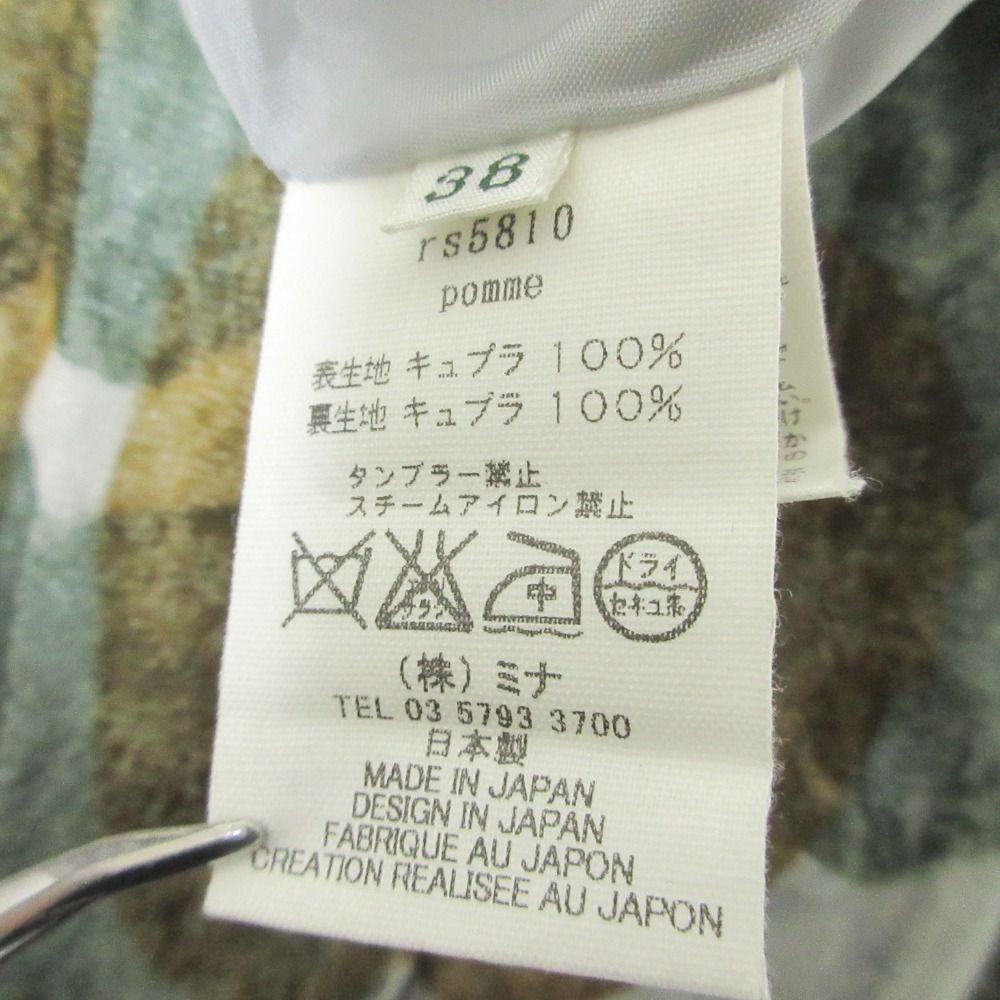 38
rs5810
pomme
表生地 キュプラ 100%
裏生地 キュプラ 100%
タンブラー禁止
スチームアイロン禁止
中
ドライ
セキユ系
(株)ミナ
TEL 03 5793 3700
日本製
MADE IN JAPAN
DESIGN IN JAPAN
FABRIQUE AU JAPON
CREATION REALISEE AU JAPON